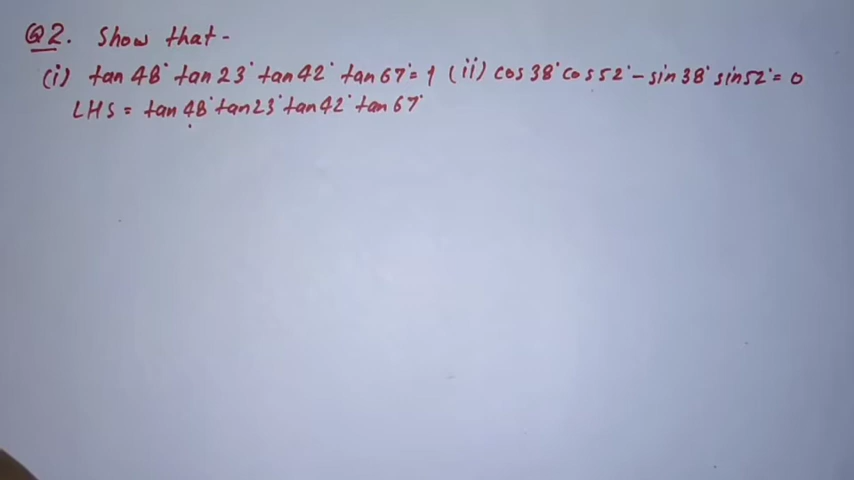 Q2. Show that -
(i) tan 48° tan 23° tan 42° tan 67° = 1 (ii) cos 38° cos 52° - sin 38° sin 52° = 0
LHS = tan 48° tan 23° tan 42° tan 67°